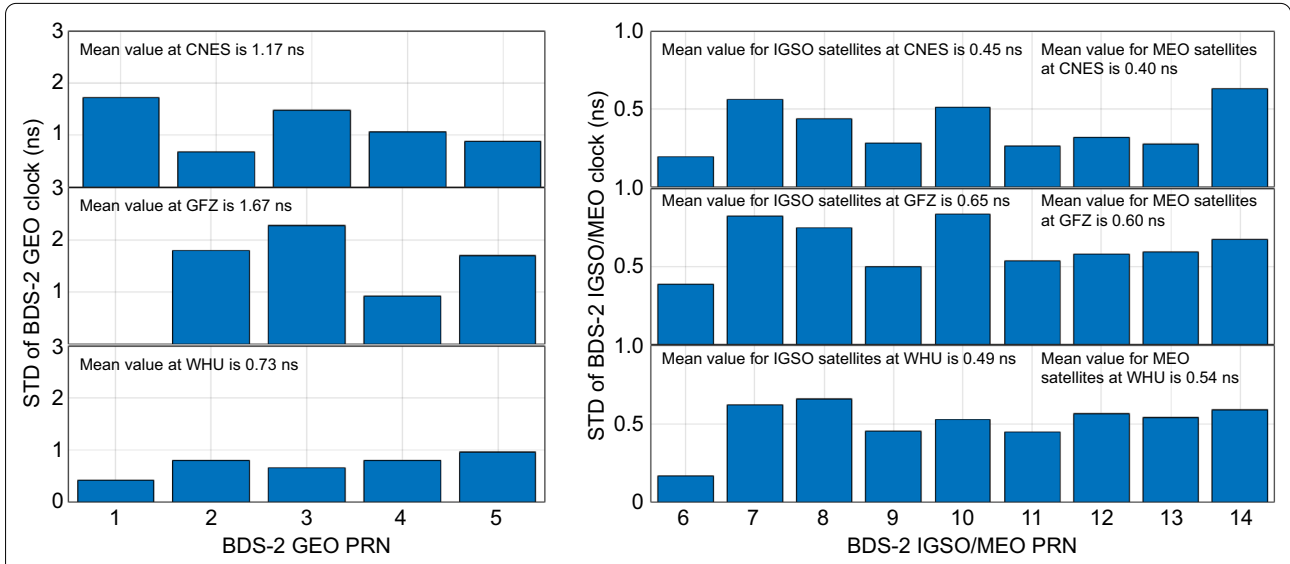 STD of BDS-2 GEO clock (ns)
3
Mean value at CNES is 1.17 ns
2
1
3
Mean value at GFZ is 1.67 ns
2
1
3
Mean value at WHU is 0.73 ns
2
1
0
1 2 3 4 5
BDS-2 GEO PRN
STD of BDS-2 IGSO/MEO clock (ns)
1.0
Mean value for IGSO satellites at CNES is 0.45 ns
Mean value for MEO satellites
at CNES is 0.40 ns
0.5
1.0
Mean value for IGSO satellites at GFZ is 0.65 ns
Mean value for MEO satellites
at GFZ is 0.60 ns
0.5
1.0
Mean value for IGSO satellites at WHU is 0.49 ns
Mean value for MEO
satellites at WHU is 0.54 ns
0.5
0
6 7 8 9 10 11 12 13 14
BDS-2 IGSO/MEO PRN